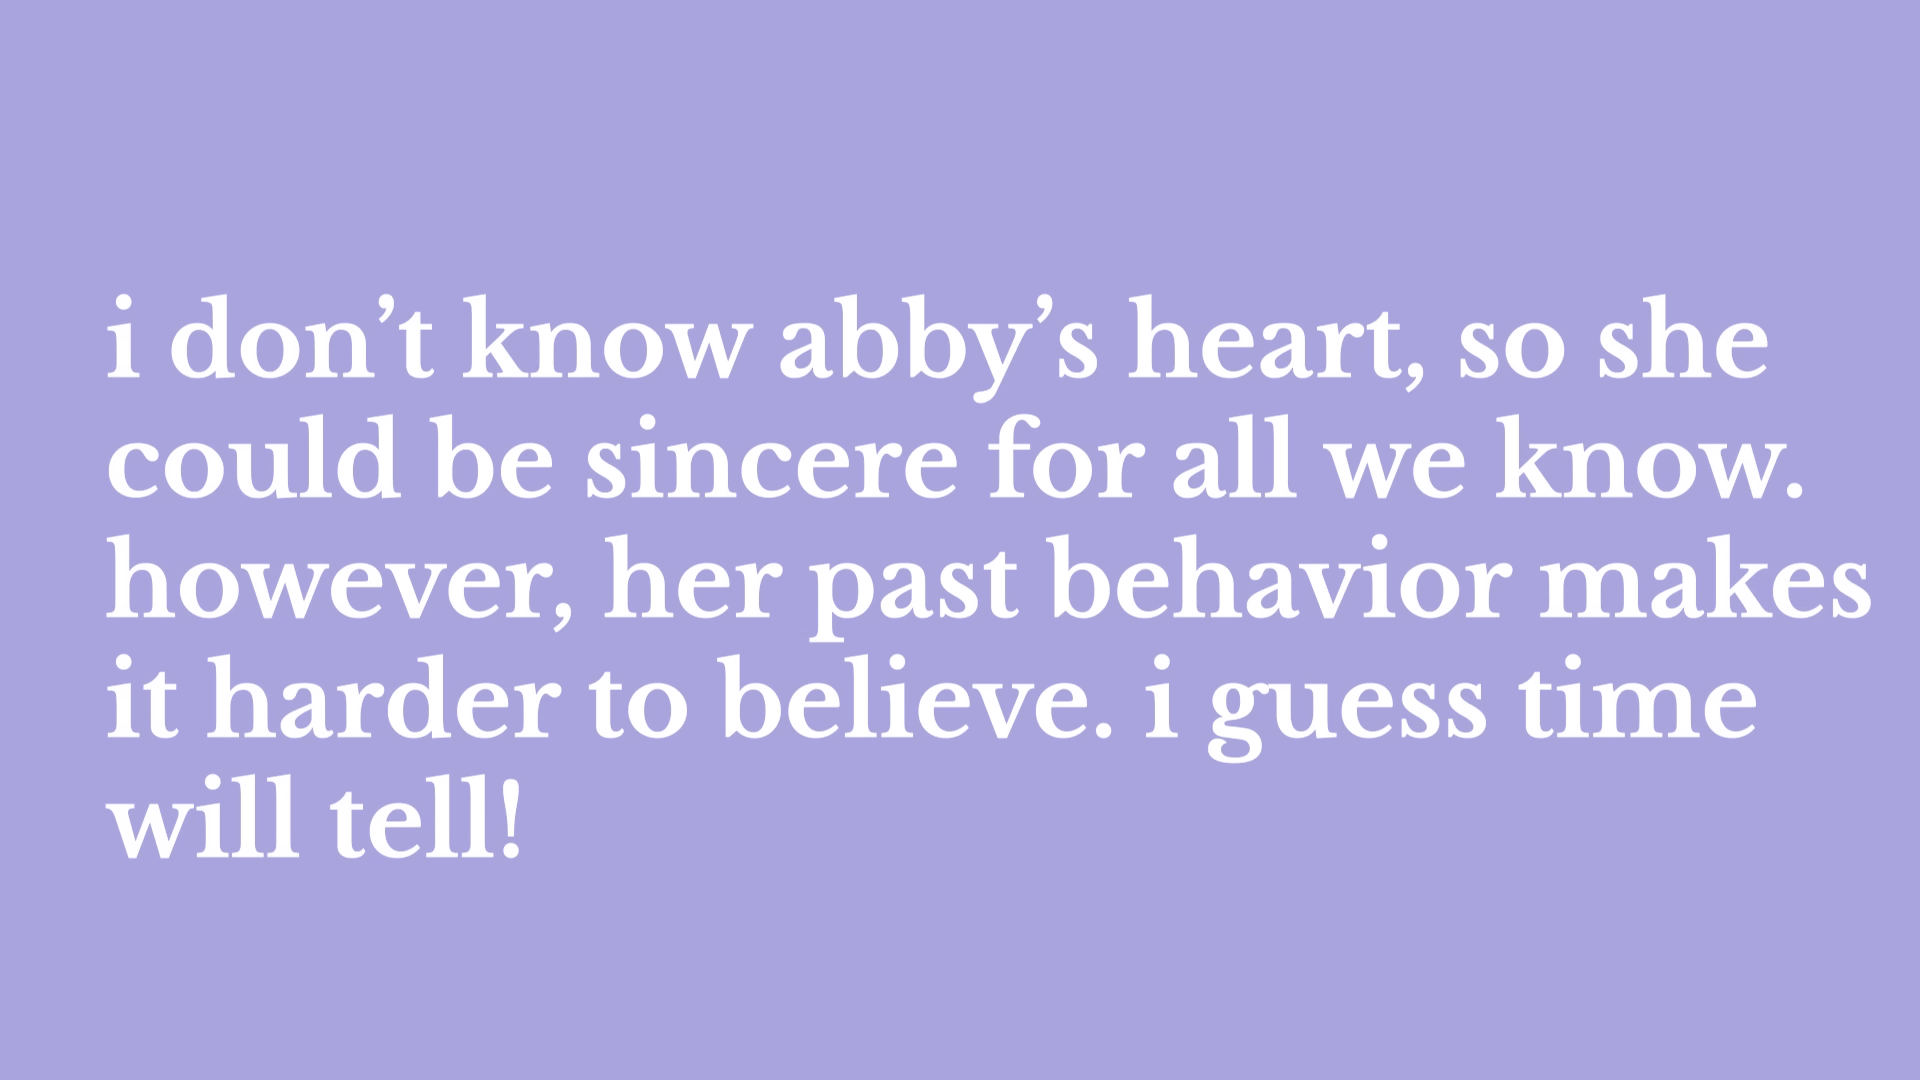 i don’t know abby’s heart, so she
could be sincere for all we know.
however, her past behavior makes
it harder to believe. i guess time
will tell!